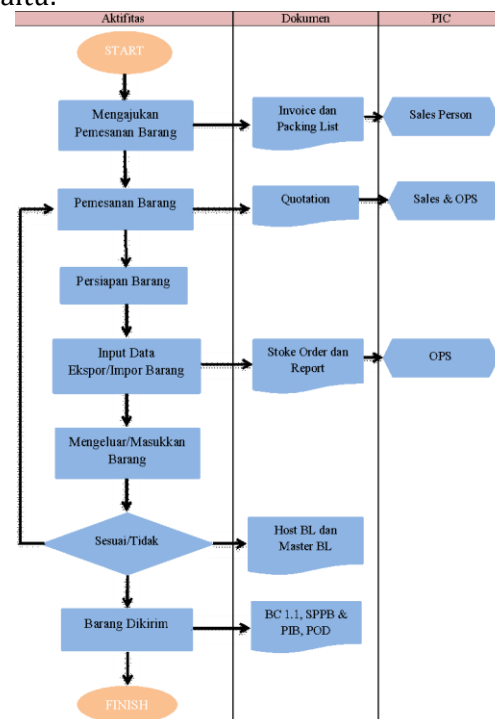 aitu.
Aktifitas
Dokumen
PIC
START
Mengajukan
Pemesanan Barang
Invoice dan
Packing List
Sales Person
Pemesanan Barang
Quotation
Sales & OPS
Persiapan Barang
Input Data
Ekspor/Impor Barang
Stoke Order dan
Report
OPS
Mengeluar/Masukkan
Barang
Sesuai/Tidak
Host BL dan
Master BL
Barang Dikirim
BC 1.1, SPPB &
PIB, POD
FINISH